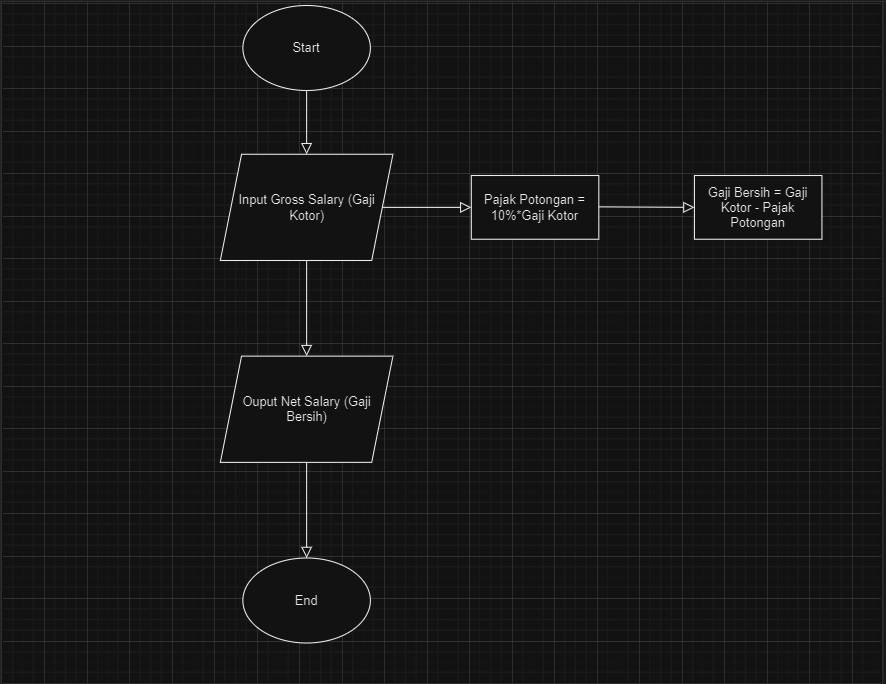 Start
Input Gross Salary (Gaji
Kotor)
Pajak Potongan =
10%*Gaji Kotor
Gaji Bersih = Gaji
Kotor - Pajak
Potongan
Ouput Net Salary (Gaji
Bersih)
End